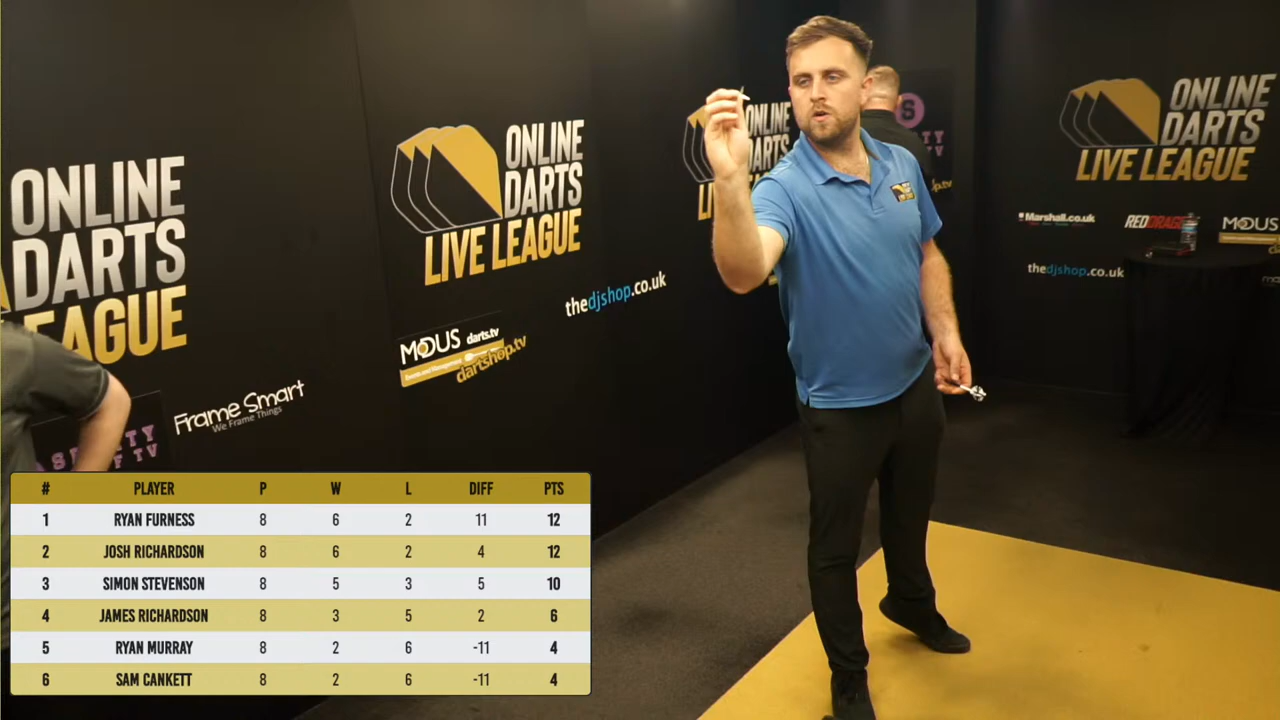 ONLINE
DARTS
LEAGUE
Frame Smart
We Frame Things
ONLINE
DARTS
LIVE LEAGUE
MODUS
darts.tv
dartshop.tv
thedjshop.co.uk
ONLINE
DARTS
ONLINE
DARTS
LIVE LEAGUE
Marshall.co.uk
REDDRAGON
MODUS
thedjshop.co.uk
# PLAYER P W L DIFF PTS
1 RYAN FURNESS 8 6 2 11 12
2 JOSH RICHARDSON 8 6 2 4 12
3 SIMON STEVENSON 8 5 3 5 10
4 JAMES RICHARDSON 8 3 5 2 6
5 RYAN MURRAY 8 2 6 -11 4
6 SAM CANKETT 8 2 6 -11 4